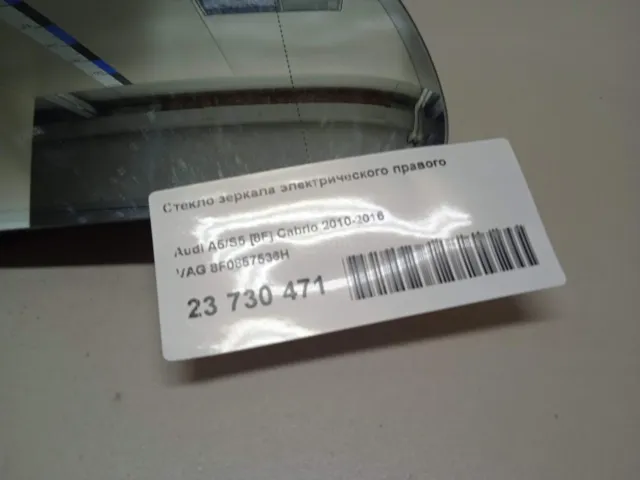 Стекло зеркала электрического правого
Audi A5/S5 [8F] Cabrio 2010-2016
VAG 8F0857536H
23 730 471